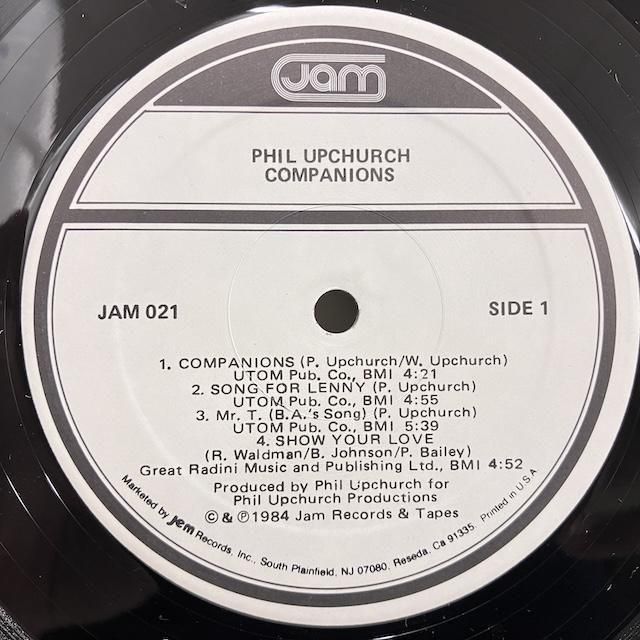 Jam
PHIL UPCHURCH
COMPANIONS
JAM 021
SIDE 1
1. COMPANIONS (P. Upchurch/W. Upchurch)
UTOM Pub. Co., BMI 4:21
2. SONG FOR LENNY (P. Upchurch)
UTOM Pub. Co., BMI 4:55
3. Mr. T. (B.A.'s Song) (P. Upchurch)
UTOM Pub. Co., BMI 5:39
4. SHOW YOUR LOVE
(R. Waldman/B. Johnson/P. Bailey)
Great Radini Music and Publishing Ltd., BMI 4:52
Produced by Phil Upchurch for
Phil Upchurch Productions
© & ℗ 1984 Jam Records & Tapes
Marketed by jem Records, Inc., South Plainfield, NJ 07080, Reseda, Ca 91335. Printed in U.S.A